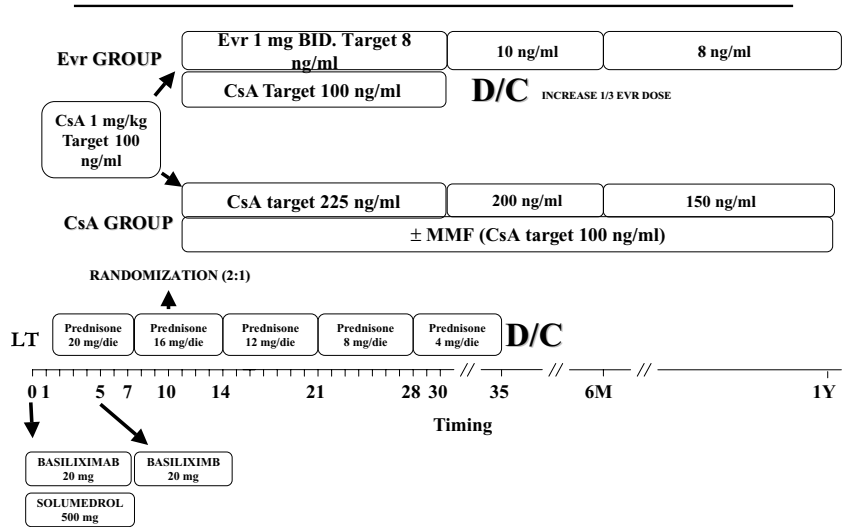 Evr GROUP
Evr 1 mg BID. Target 8
ng/ml
10 ng/ml
8 ng/ml
CsA Target 100 ng/ml
D/C
INCREASE 1/3 EVR DOSE
CsA 1 mg/kg
Target 100
ng/ml
CsA GROUP
CsA target 225 ng/ml
200 ng/ml
150 ng/ml
± MMF (CsA target 100 ng/ml)
RANDOMIZATION (2:1)
LT
Prednisone
20 mg/die
Prednisone
16 mg/die
Prednisone
12 mg/die
Prednisone
8 mg/die
Prednisone
4 mg/die
D/C
0 1 5 7 10 14 21 28 30 // 35 // 6M // 1Y
Timing
BASILIXIMAB
20 mg
BASILIXIMB
20 mg
SOLUMEDROL
500 mg